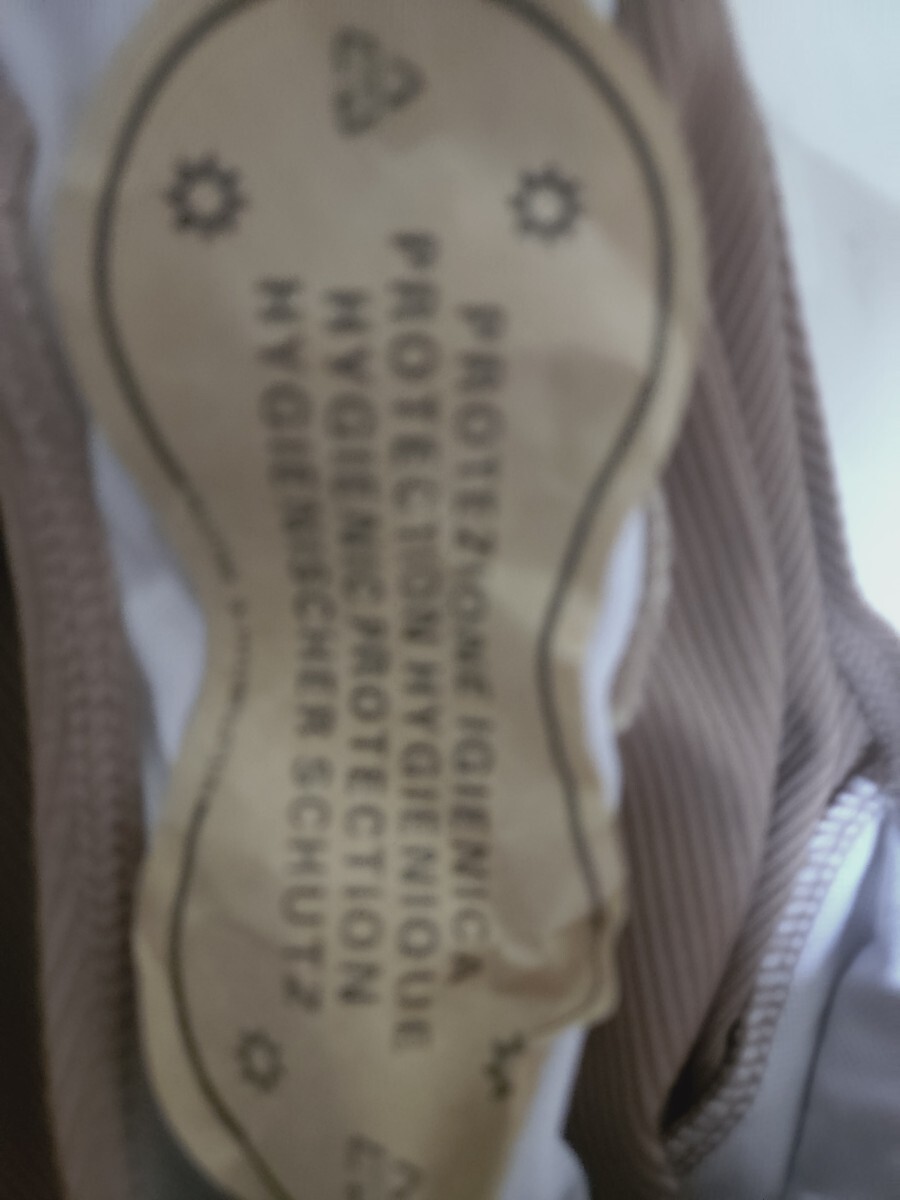 PROTEZIONE IGIENICA
PROTECTION HYGIENIQUE
HYGIENIC PROTECTION
HYGIENISCHER SCHUTZ